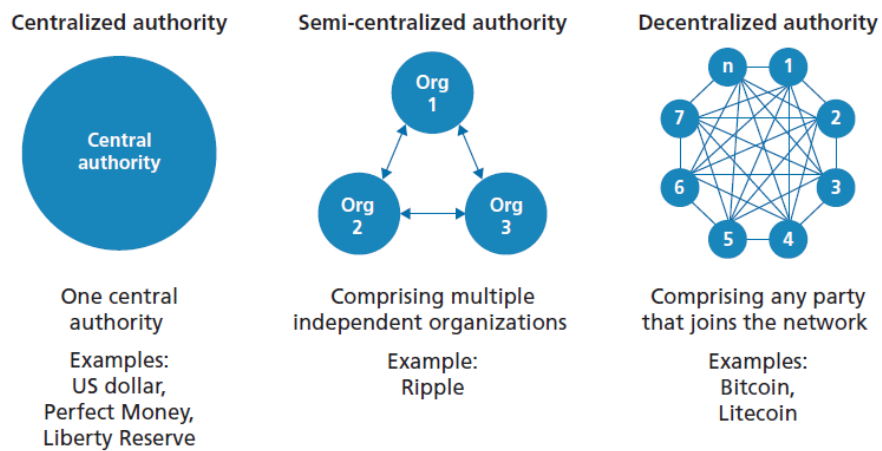 Centralized authority
Central
authority
One central
authority
Examples:
US dollar,
Perfect Money,
Liberty Reserve
Semi-centralized authority
Org
1
Org
2
Org
3
Comprising multiple
independent organizations
Example:
Ripple
Decentralized authority
n
1
7
2
6
3
5
4
Comprising any party
that joins the network
Examples:
Bitcoin,
Litecoin